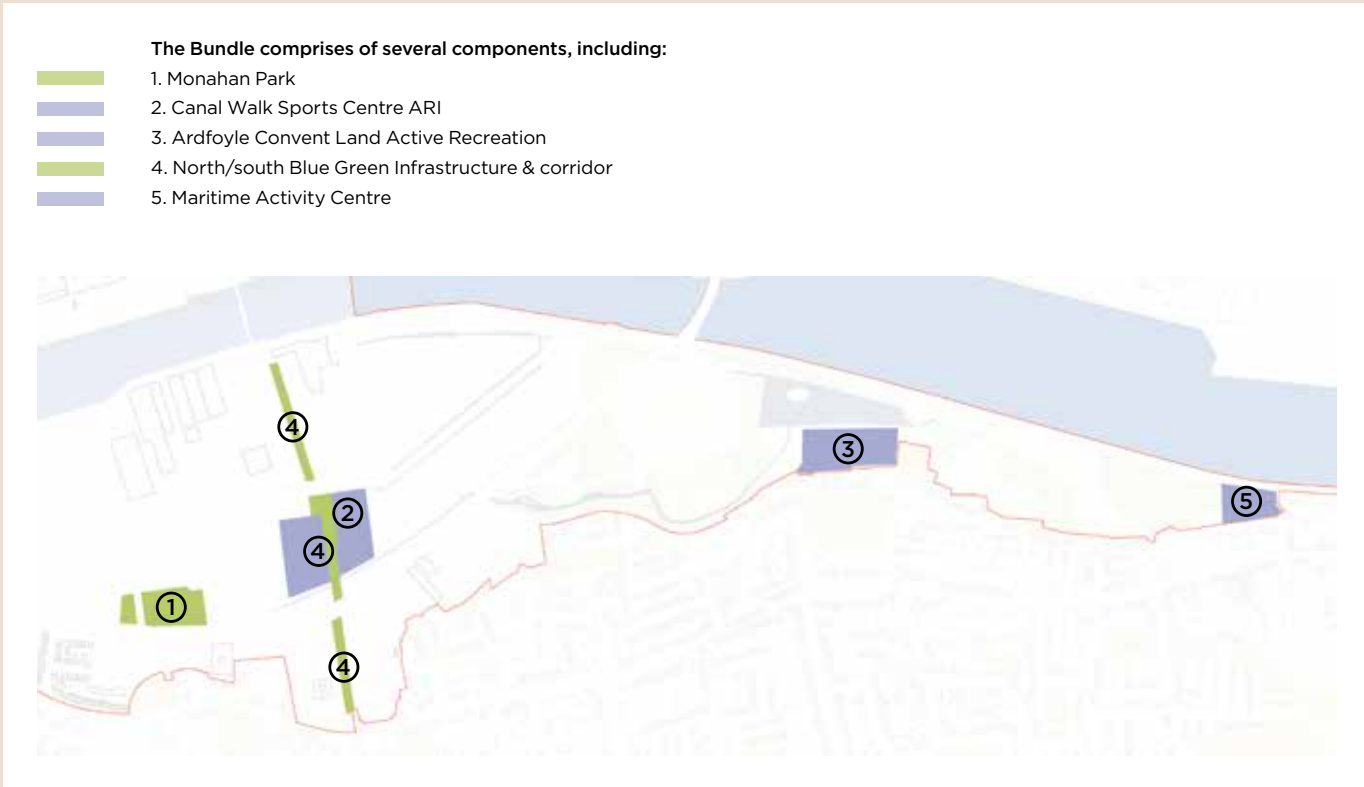 The Bundle comprises of several components, including:
1. Monahan Park
2. Canal Walk Sports Centre ARI
3. Ardfoyle Convent Land Active Recreation
4. North/south Blue Green Infrastructure & corridor
5. Maritime Activity Centre
4
3
2
5
4
1
4